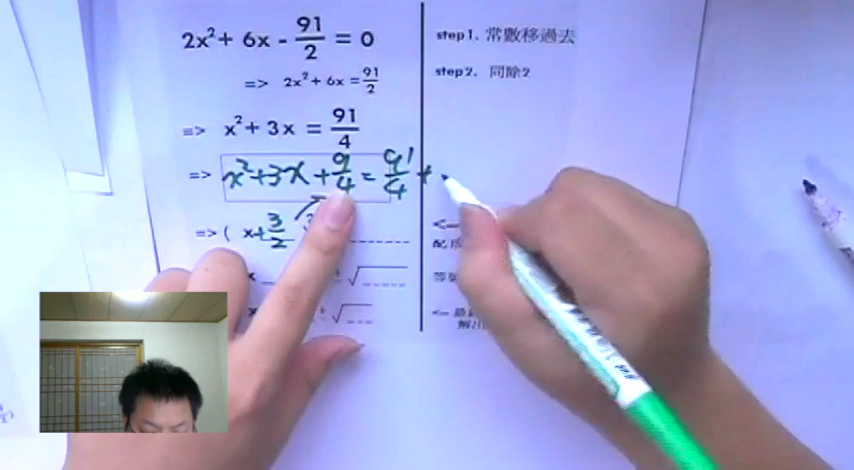 2x²+ 6x - 91/2 = 0
=> 2x²+ 6x = 91/2
=> x²+ 3x = 91/4
=> x²+3x+9/4=91/4+
=> ( x+3/2
step1. 常數移過去
step2. 同除2
<—
配
等
<—
解